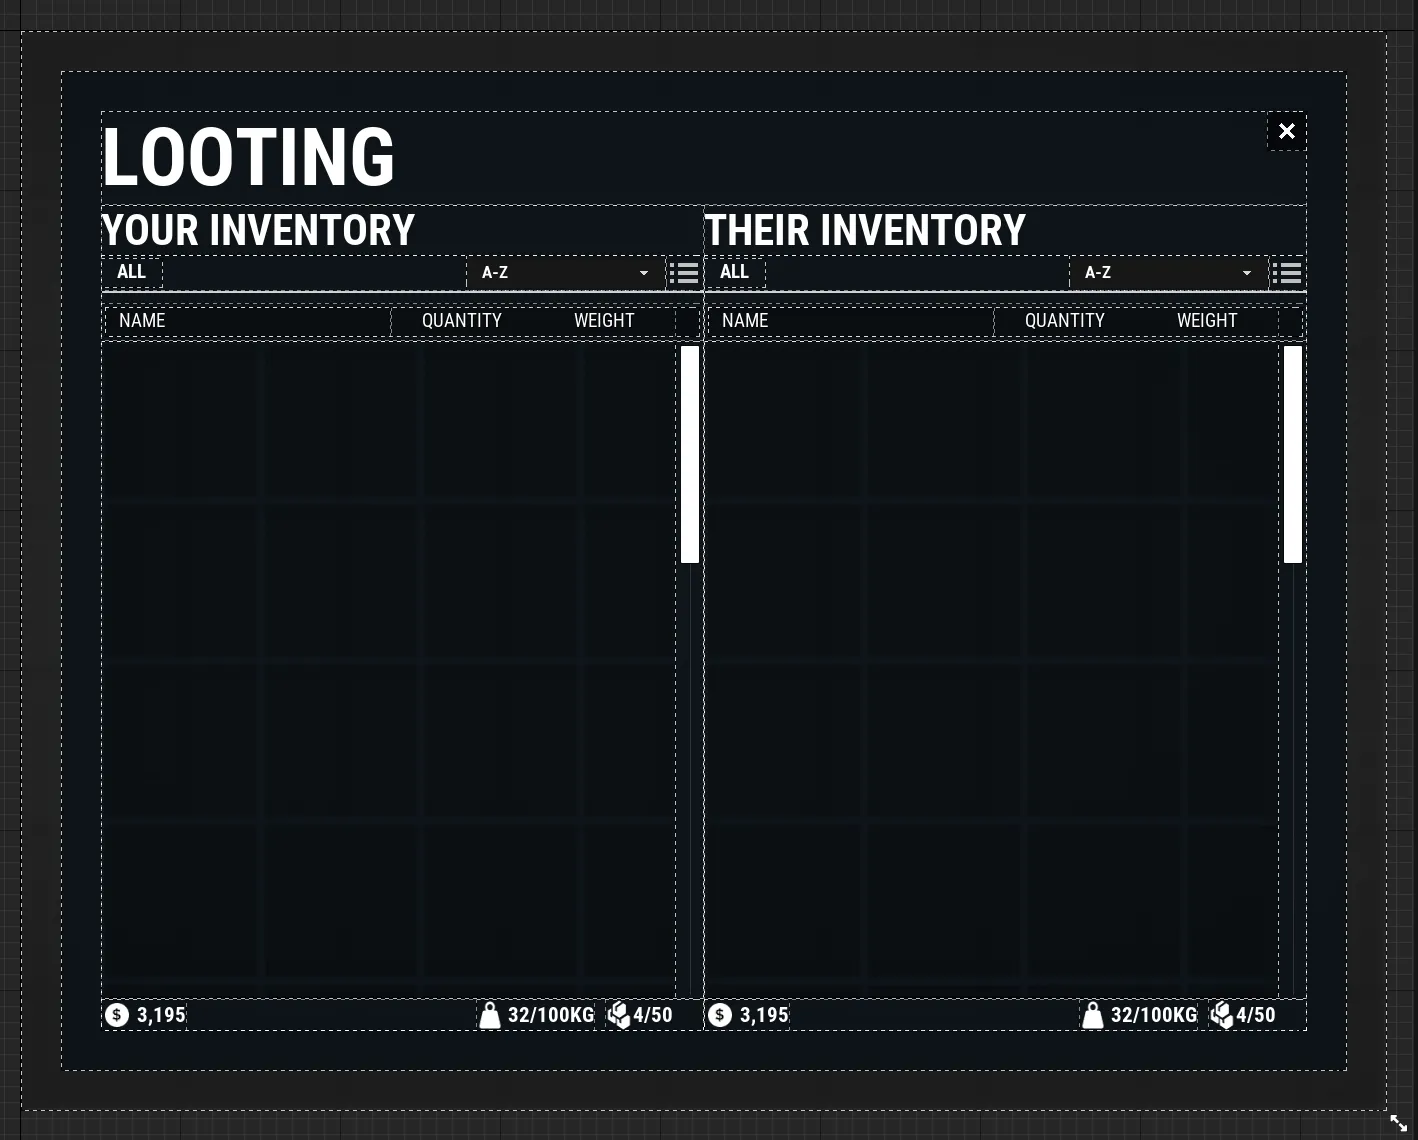 LOOTING
YOUR INVENTORY
ALL
A-Z
NAME QUANTITY WEIGHT
$ 3,195
32/100KG
4/50
THEIR INVENTORY
ALL
A-Z
NAME QUANTITY WEIGHT
$ 3,195
32/100KG
4/50